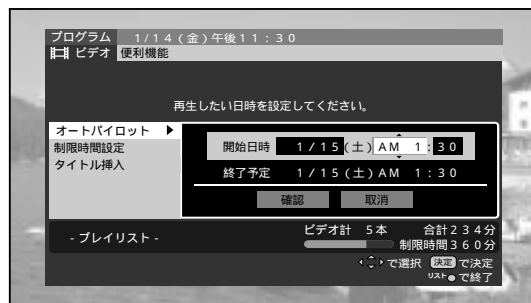 プログラム 1/14(金)午後11:30
ビデオ 便利機能
再生したい日時を設定してください。
オートパイロット ▶
制限時間設定
タイトル挿入
開始日時 1/15(土)AM 1:30
終了予定 1/15(土)AM 1:30
確認 取消
- プレイリスト -
ビデオ計 5本 合計234分
制限時間360分
で選択 決定 で決定
リスト● で終了